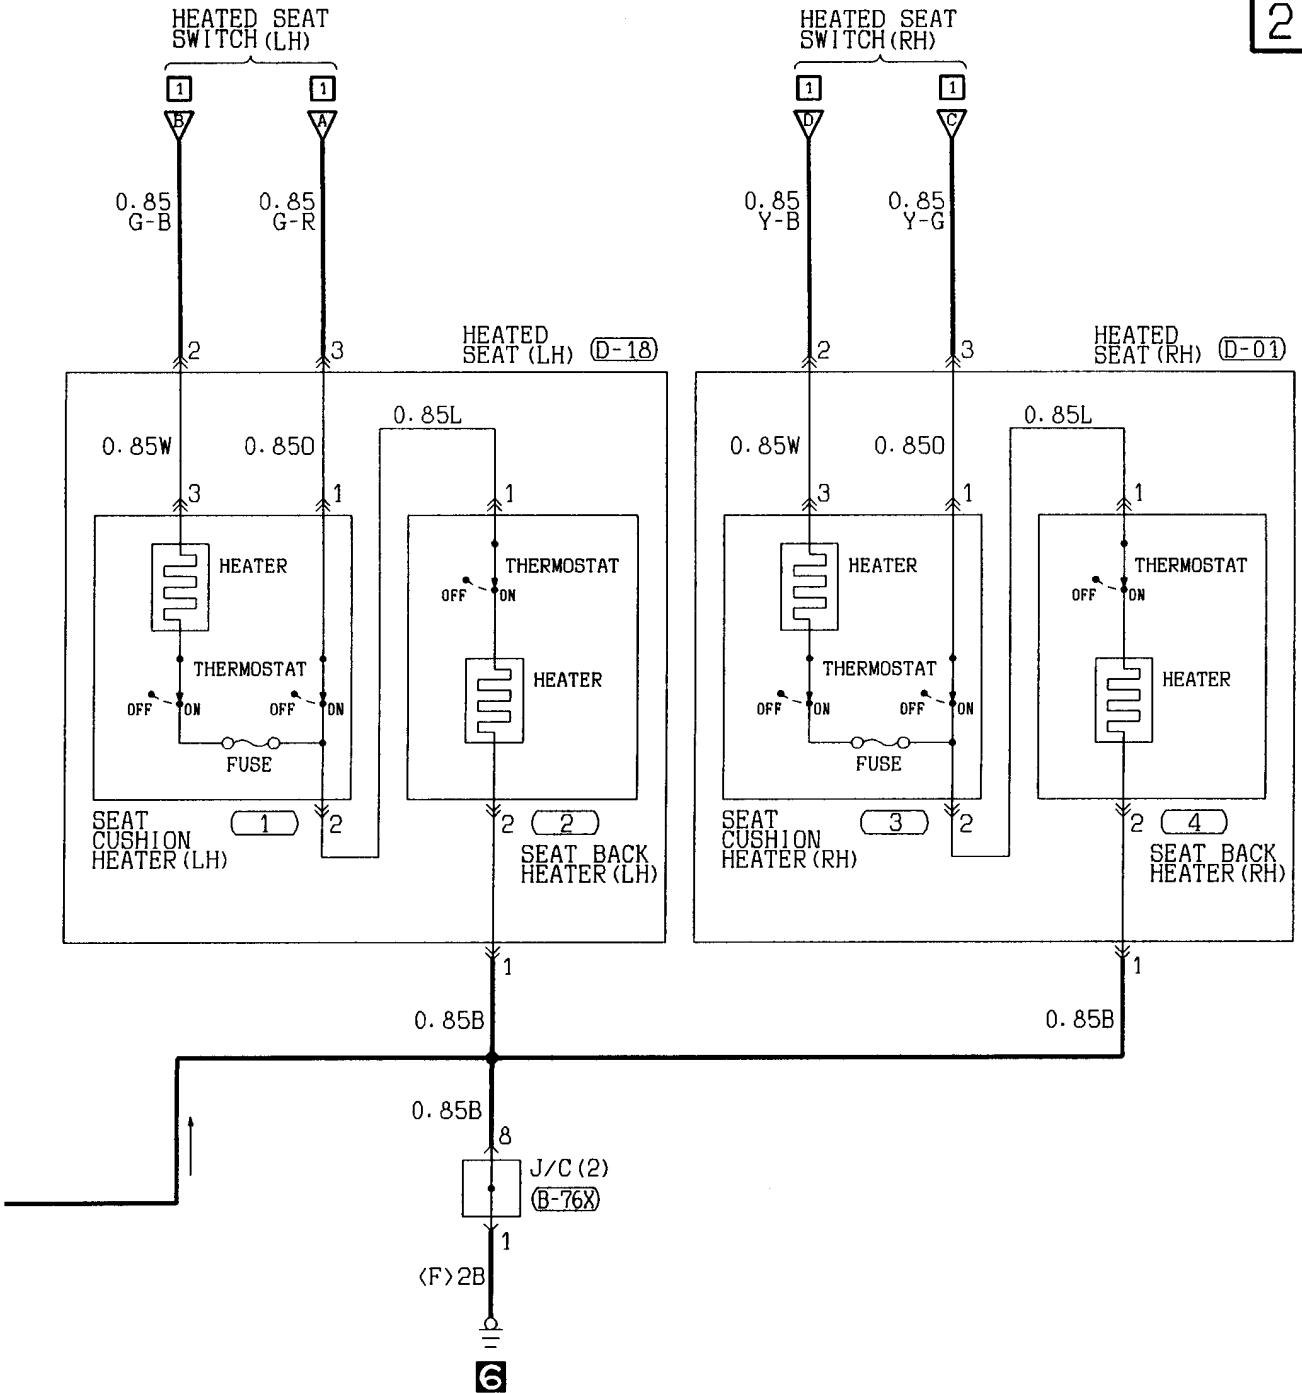 HEATED SEAT
SWITCH(LH)
HEATED SEAT
SWITCH(RH)
2
1
1
1
1
B
A
D
C
0.85
G-B
0.85
G-R
0.85
Y-B
0.85
Y-G
2
3
HEATED
SEAT(LH) D-18
2
3
HEATED
SEAT(RH) D-01
0.85L
0.85L
0.85W
0.85O
0.85W
0.85O
3
1
1
3
1
1
HEATER
THERMOSTAT
OFF
ON
HEATER
THERMOSTAT
OFF
ON
THERMOSTAT
HEATER
THERMOSTAT
HEATER
OFF
ON
OFF
ON
OFF
ON
OFF
ON
FUSE
FUSE
SEAT
CUSHION
HEATER(LH)
1
2
2
2
SEAT BACK
HEATER(LH)
SEAT
CUSHION
HEATER(RH)
3
2
2
4
SEAT BACK
HEATER(RH)
1
1
0.85B
0.85B
0.85B
8
J/C(2)
B-76X
1
<F>2B
6